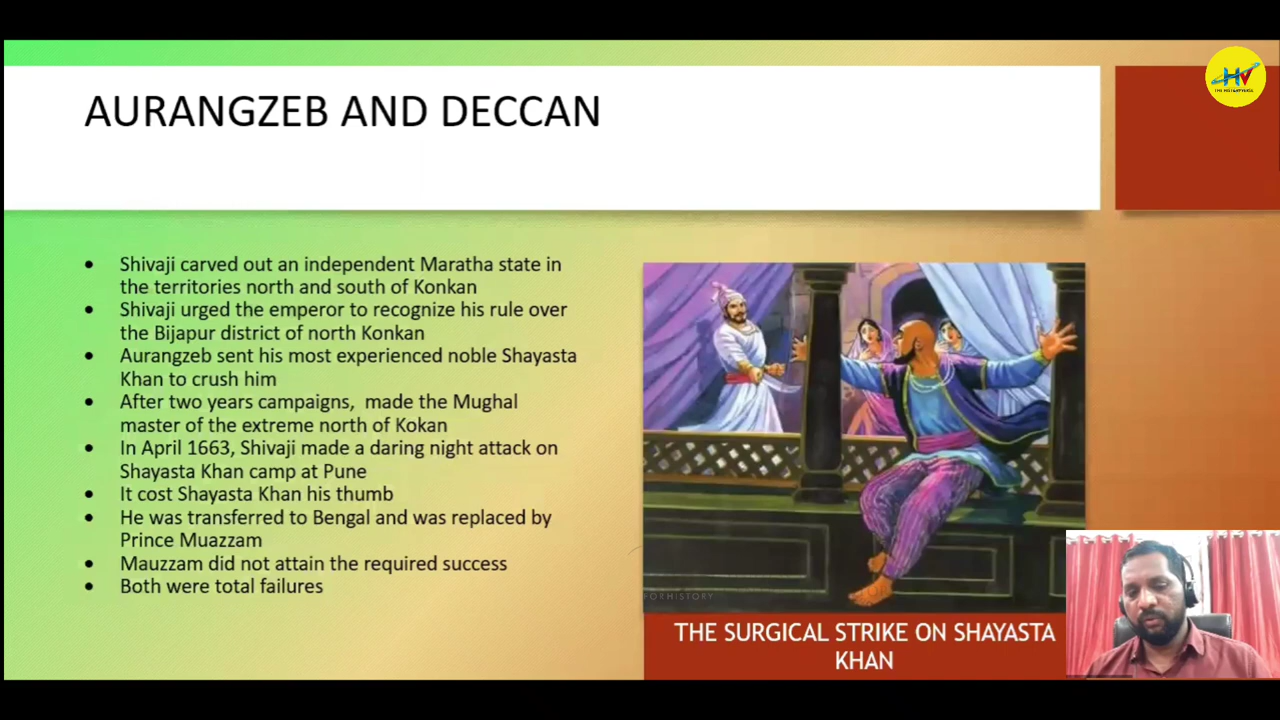 HV
THE HISTORYVERSE
AURANGZEB AND DECCAN
• Shivaji carved out an independent Maratha state in
the territories north and south of Konkan
• Shivaji urged the emperor to recognize his rule over
the Bijapur district of north Konkan
• Aurangzeb sent his most experienced noble Shayasta
Khan to crush him
• After two years campaigns, made the Mughal
master of the extreme north of Kokan
• In April 1663, Shivaji made a daring night attack on
Shayasta Khan camp at Pune
• It cost Shayasta Khan his thumb
• He was transferred to Bengal and was replaced by
Prince Muazzam
• Mauzzam did not attain the required success
• Both were total failures
FORHISTORY
THE SURGICAL STRIKE ON SHAYASTA
KHAN